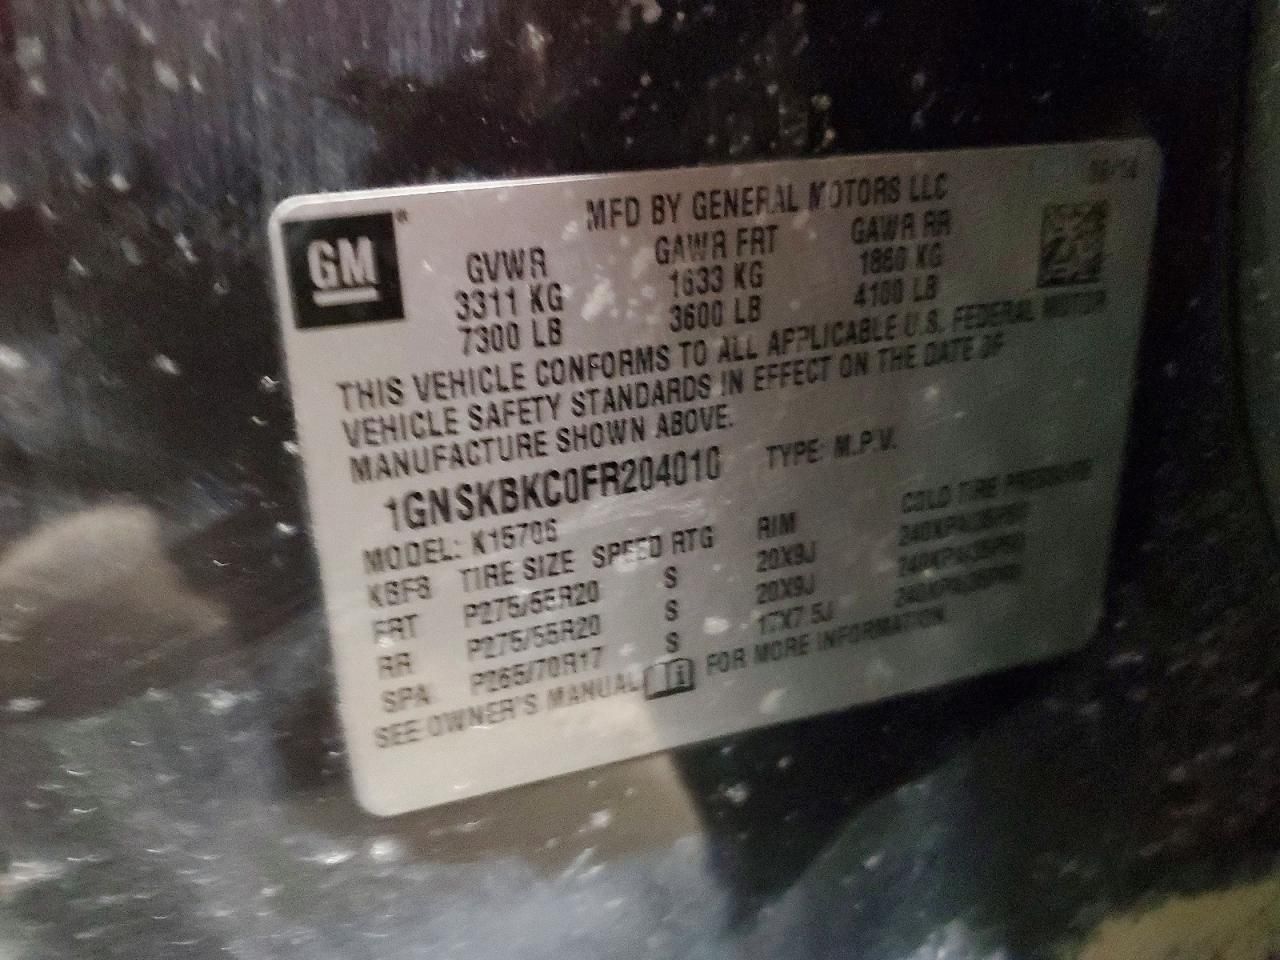 GM
MFD BY GENERAL MOTORS LLC
GVWR GAWR FRT GAWR RR
3311 KG 1633 KG 1860 KG
7300 LB 3600 LB 4100 LB
THIS VEHICLE CONFORMS TO ALL APPLICABLE U.S. FEDERAL MOTOR
VEHICLE SAFETY STANDARDS IN EFFECT ON THE DATE OF
MANUFACTURE SHOWN ABOVE.
1GNSKBKC0FR204010 TYPE: M.P.V.
MODEL: K15706
TIRE SIZE SPEED RTG RIM COLD TIRE PRESSURE
FRT P275/55R20 S 20X9J
RR P275/55R20 S 20X9J
SPA P265/70R17 S 17X7.5J
SEE OWNER'S MANUAL FOR MORE INFORMATION.